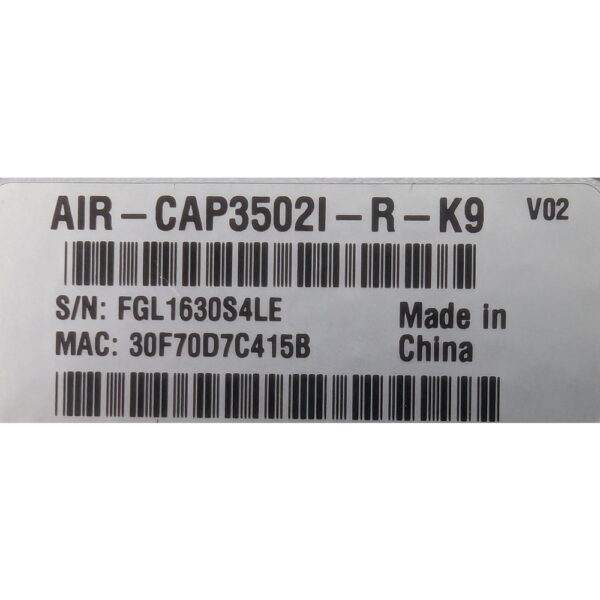 AIR-CAP3502I-R-K9 V02
S/N: FGL1630S4LE
MAC: 30F70D7C415B
Made in
China